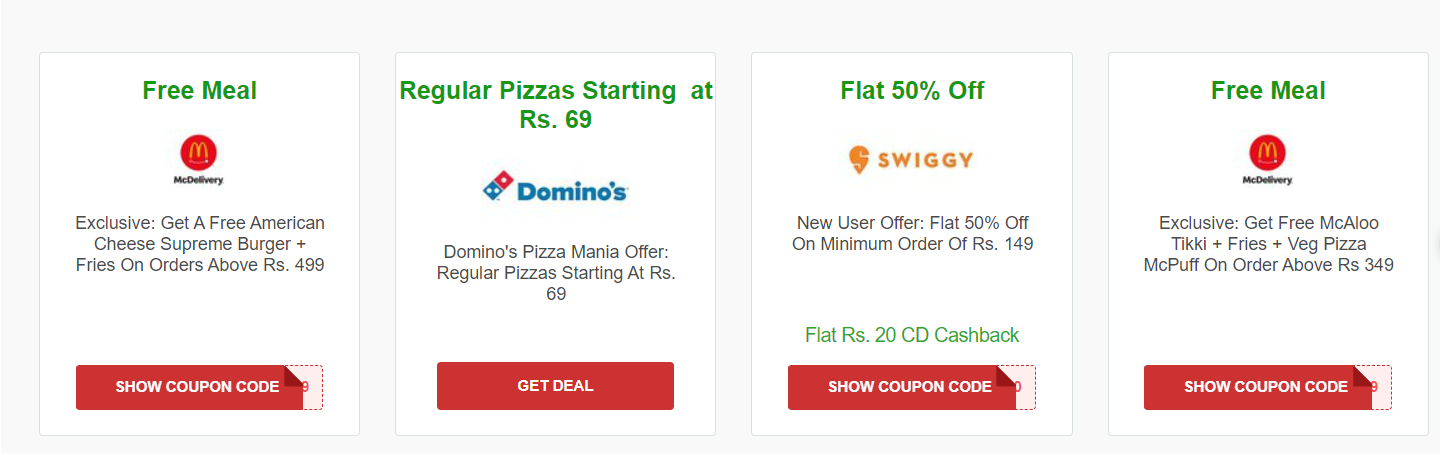 Free Meal
McDelivery
Exclusive: Get A Free American
Cheese Supreme Burger +
Fries On Orders Above Rs. 499
SHOW COUPON CODE 9
Regular Pizzas Starting at
Rs. 69
Domino's
Domino's Pizza Mania Offer:
Regular Pizzas Starting At Rs.
69
GET DEAL
Flat 50% Off
SWIGGY
New User Offer: Flat 50% Off
On Minimum Order Of Rs. 149
Flat Rs. 20 CD Cashback
SHOW COUPON CODE 0
Free Meal
McDelivery
Exclusive: Get Free McAloo
Tikki + Fries + Veg Pizza
McPuff On Order Above Rs 349
SHOW COUPON CODE 9